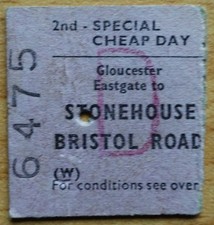 2nd - SPECIAL
CHEAP DAY
Gloucester
Eastgate to
STONEHOUSE
BRISTOL ROAD
(W)
For conditions see over
6475